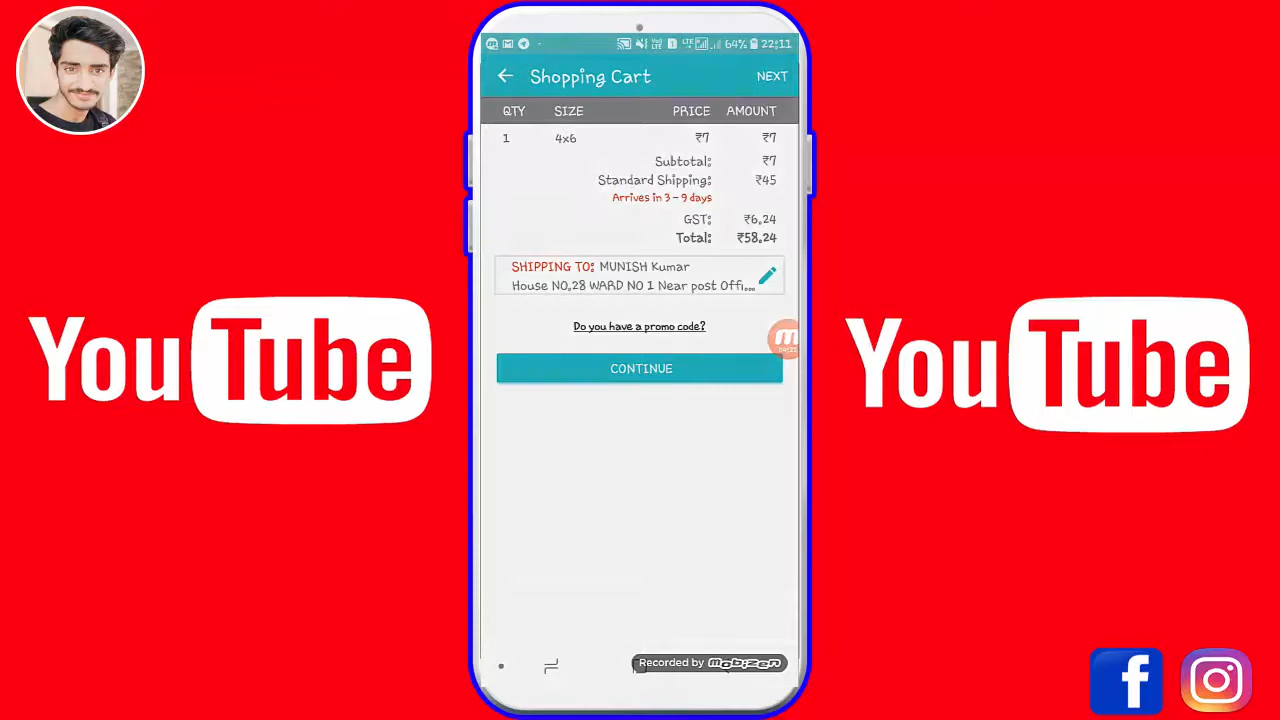 64% 22:11
Shopping Cart NEXT
QTY SIZE PRICE AMOUNT
1 4x6 ₹7 ₹7
Subtotal: ₹7
Standard Shipping: ₹45
Arrives in 3 – 9 days
GST: ₹6.24
Total: ₹58.24
SHIPPING TO: MUNISH Kumar
House NO.28 WARD NO 1 Near post Offi...
Do you have a promo code?
CONTINUE
YouTube
YouTube
Recorded by mobizen